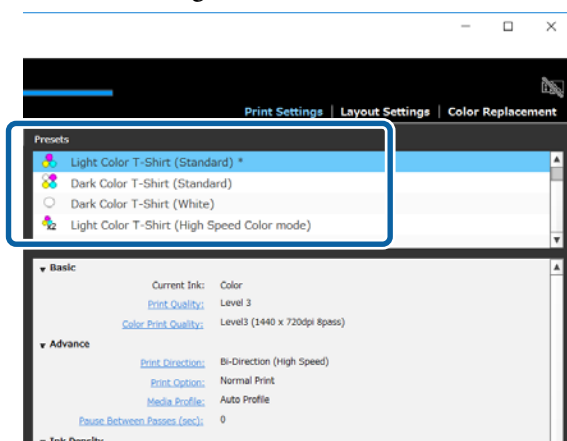 Print Settings | Layout Settings | Color Replacement
Presets
Light Color T-Shirt (Standard) *
Dark Color T-Shirt (Standard)
Dark Color T-Shirt (White)
x2 Light Color T-Shirt (High Speed Color mode)
Basic
Current Ink: Color
Print Quality: Level 3
Color Print Quality: Level3 (1440 x 720dpi 8pass)
Advance
Print Direction: Bi-Direction (High Speed)
Print Option: Normal Print
Media Profile: Auto Profile
Pause Between Passes (sec): 0
Ink Density